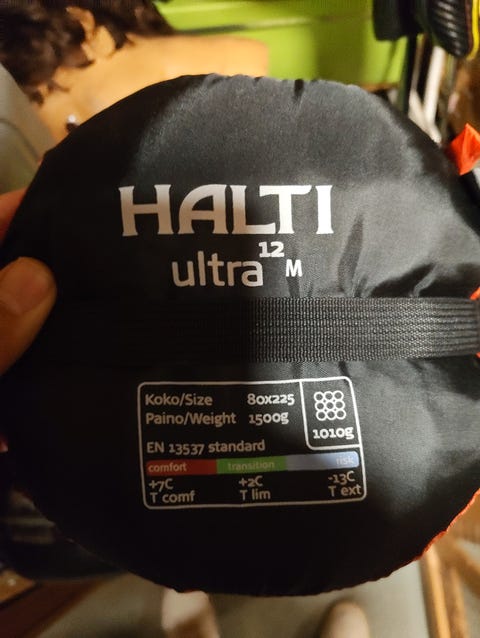 HALTI
ultra 12 M
Koko/Size 80x225
Paino/Weight 1500g
1010g
EN 13537 standard
comfort transition risk
+7C +2C -13C
T comf T lim T ext